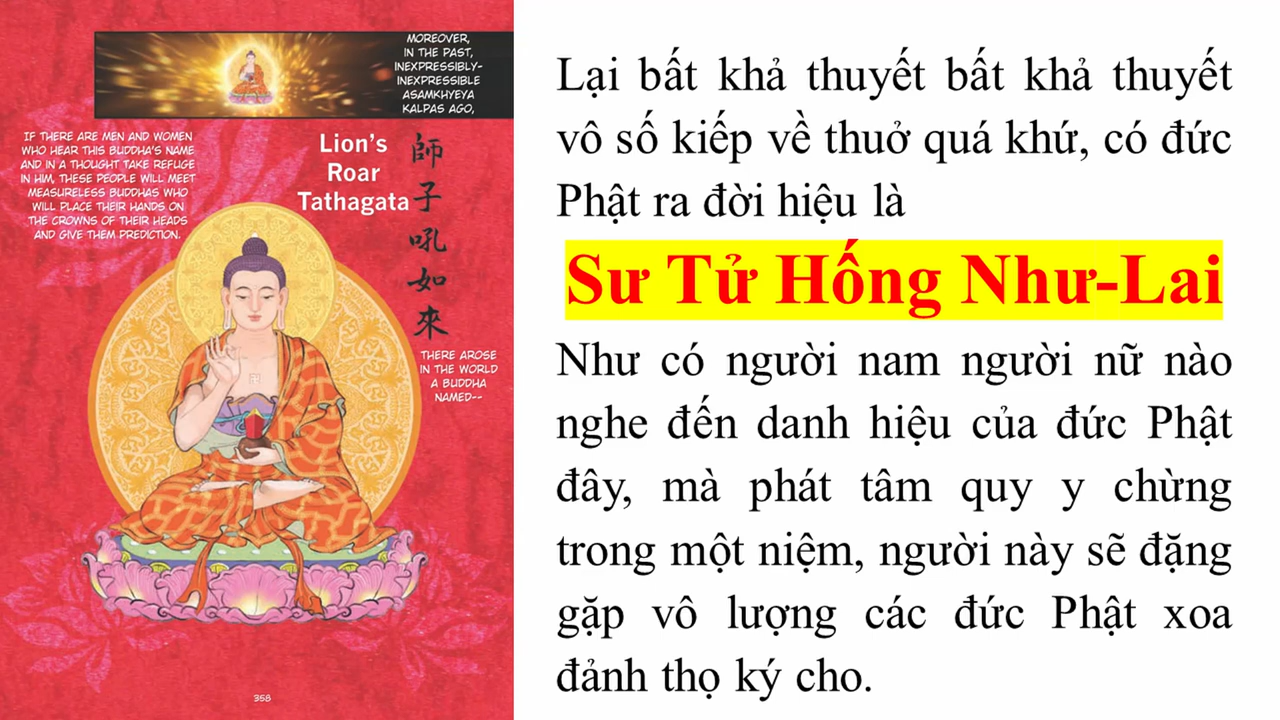 MOREOVER,
IN THE PAST,
INEXPRESSIBLY-
INEXPRESSIBLE
ASAMKHYEYA
KALPAS AGO,
IF THERE ARE MEN AND WOMEN
WHO HEAR THIS BUDDHA'S NAME
AND IN A THOUGHT TAKE REFUGE
IN HIM, THESE PEOPLE WILL MEET
MEASURELESS BUDDHAS WHO
WILL PLACE THEIR HANDS ON
THE CROWNS OF THEIR HEADS
AND GIVE THEM PREDICTION.
Lion's
Roar
Tathagata
師子吼如來
THERE AROSE
IN THE WORLD
A BUDDHA
NAMED--
358
Lại bất khả thuyết bất khả thuyết
vô số kiếp về thuở quá khứ, có đức
Phật ra đời hiệu là
Sư Tử Hống Như-Lai
Như có người nam người nữ nào
nghe đến danh hiệu của đức Phật
đây, mà phát tâm quy y chừng
trong một niệm, người này sẽ đặng
gặp vô lượng các đức Phật xoa
đảnh thọ ký cho.